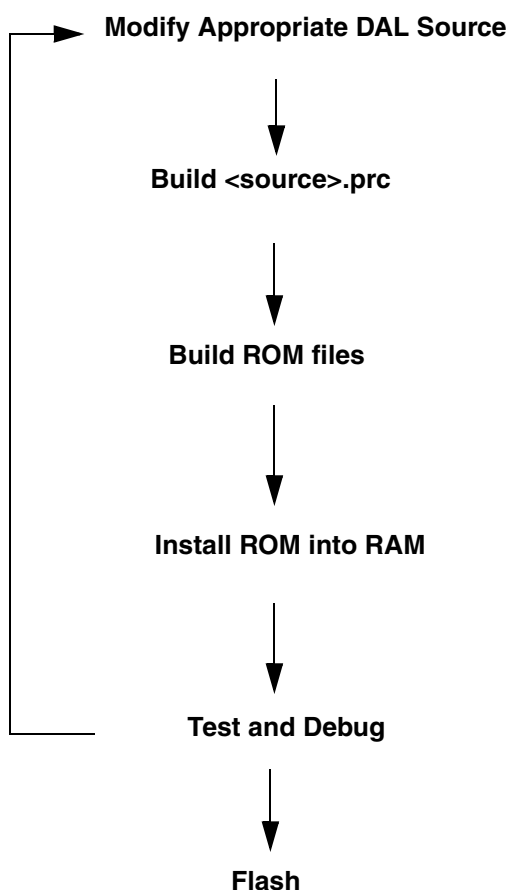 Modify Appropriate DAL Source
Build <source>.prc
Build ROM files
Install ROM into RAM
Test and Debug
Flash